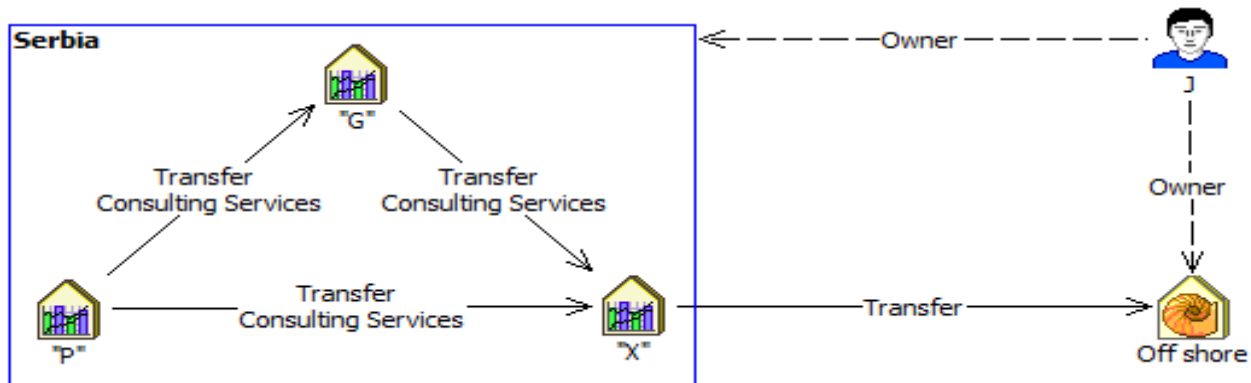 Serbia
Owner
J
"G"
Transfer
Consulting Services
Transfer
Consulting Services
Owner
Transfer
Consulting Services
Transfer
"P"
"X"
Off shore